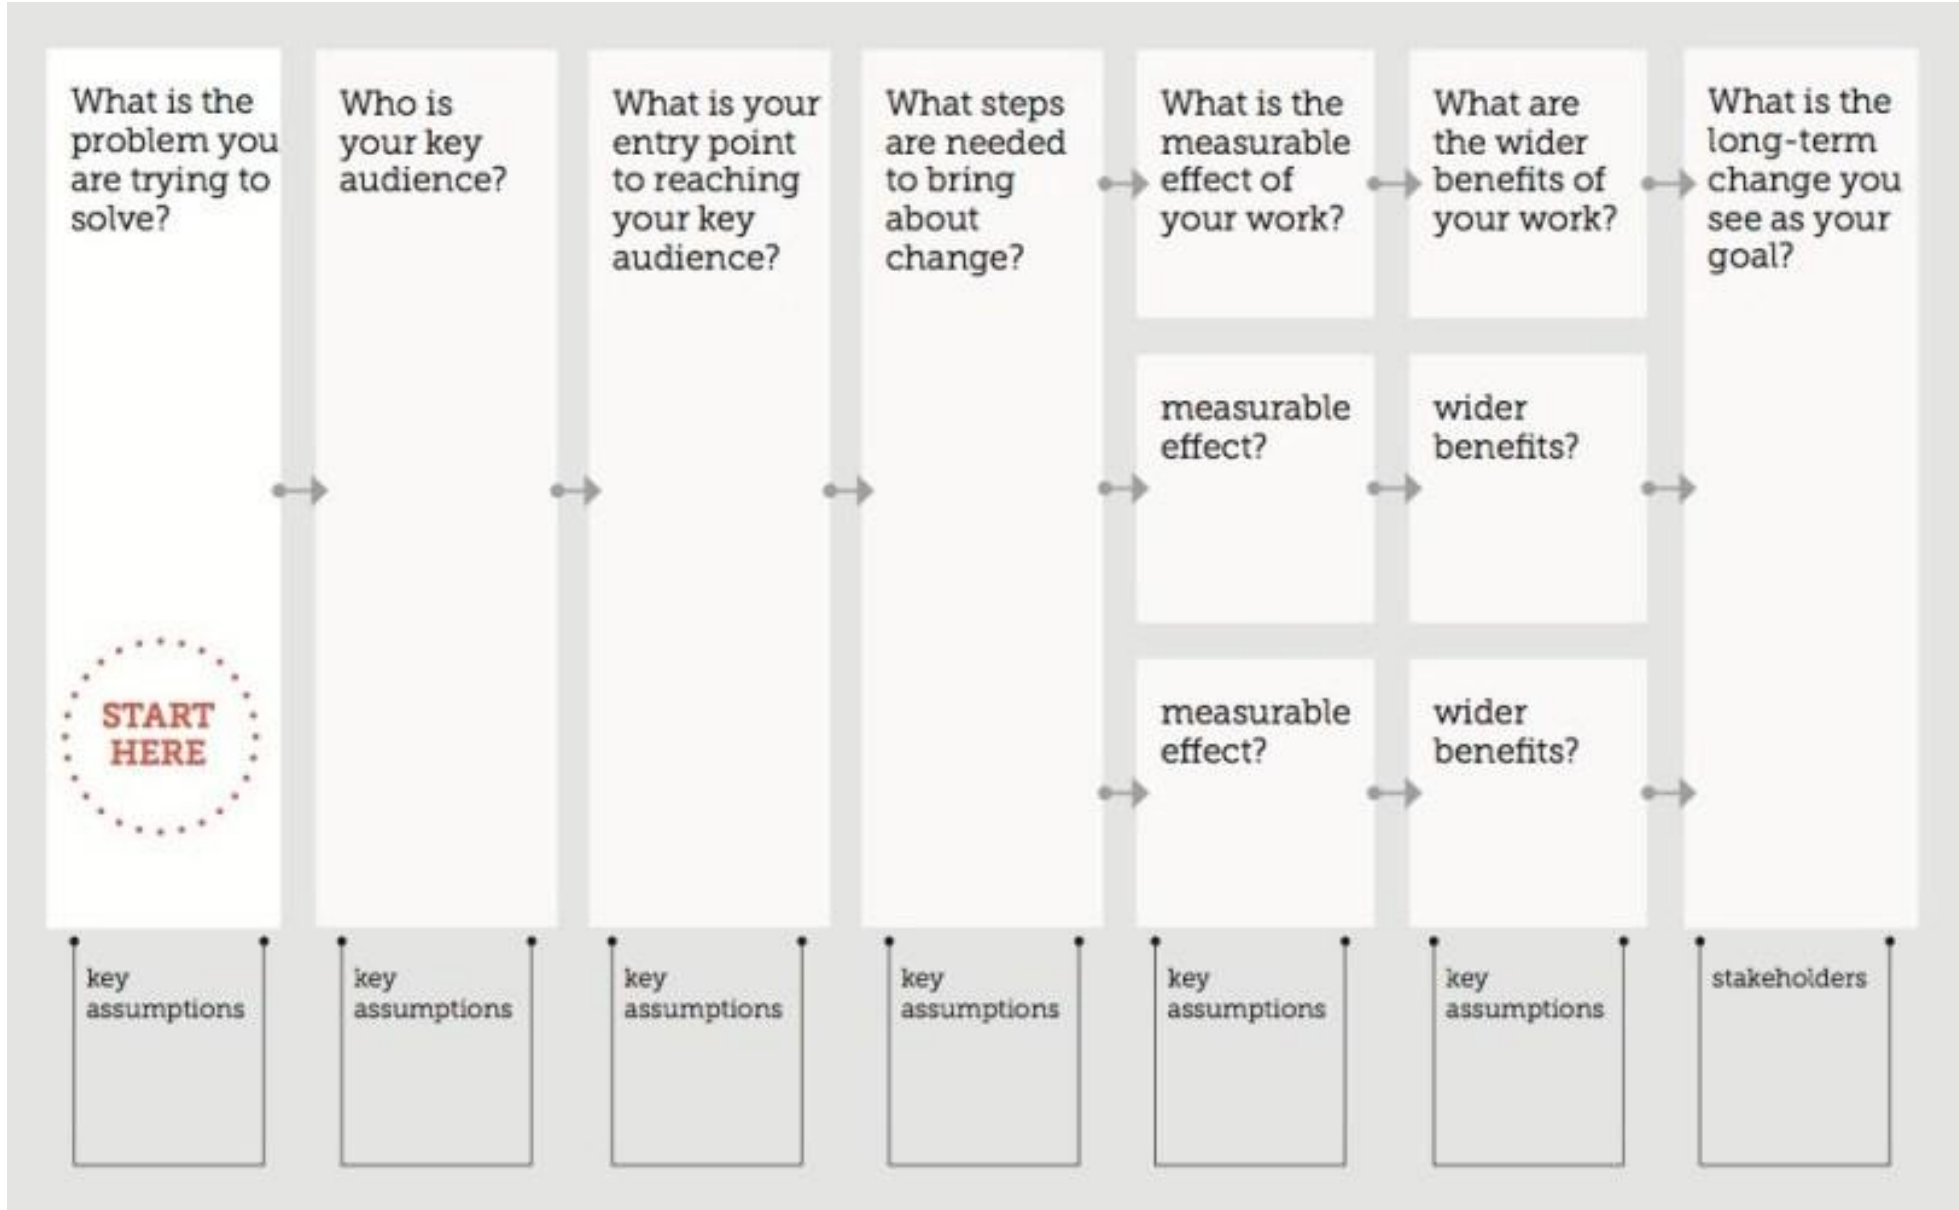 What is the
problem you
are trying to
solve?
START
HERE
Who is
your key
audience?
What is your
entry point
to reaching
your key
audience?
What steps
are needed
to bring
about
change?
What is the
measurable
effect of
your work?
measurable
effect?
measurable
effect?
What are
the wider
benefits of
your work?
wider
benefits?
wider
benefits?
What is the
long-term
change you
see as your
goal?
key
assumptions
key
assumptions
key
assumptions
key
assumptions
key
assumptions
key
assumptions
stakeholders